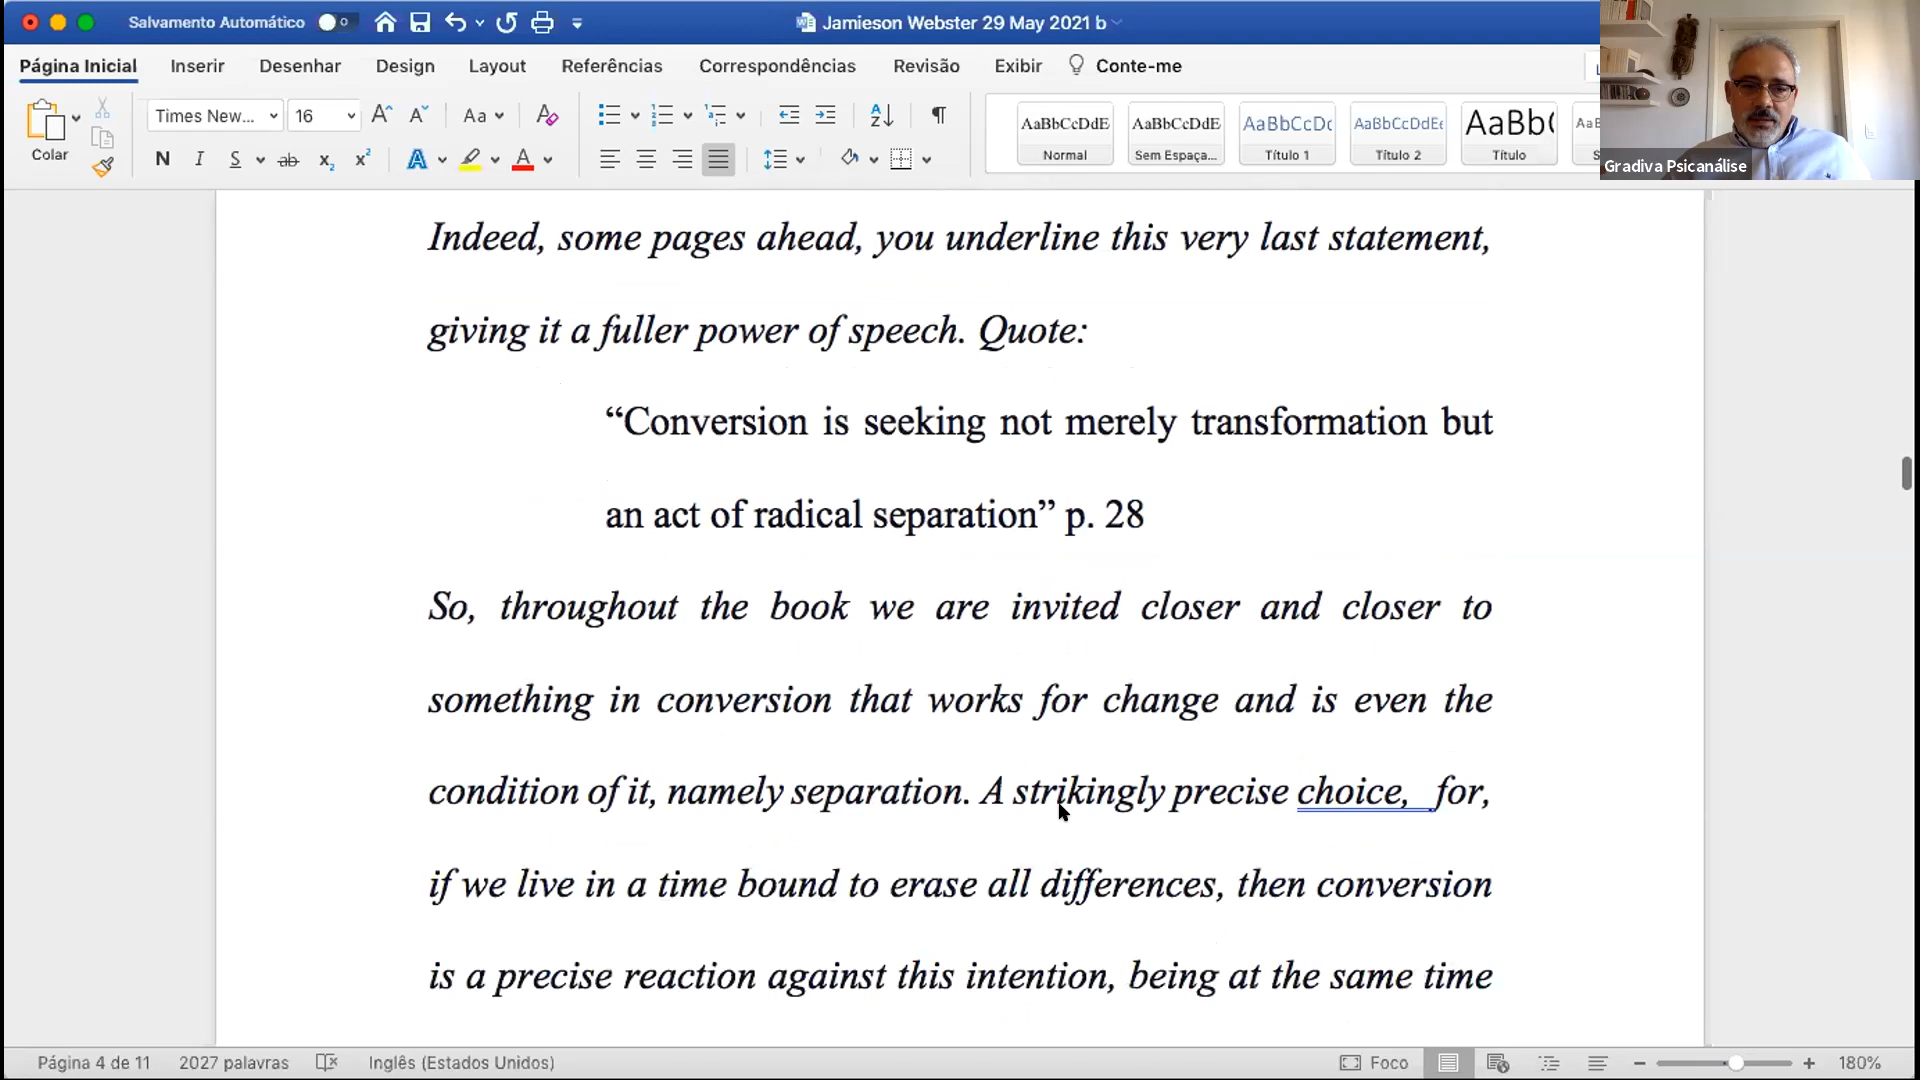 Salvamento Automático
Jamieson Webster 29 May 2021 b
Página Inicial Inserir Desenhar Design Layout Referências Correspondências Revisão Exibir Conte-me
Colar
Times New... 16 Aa
N I S ab x₂ x² A A
AaBbCcDdE AaBbCcDdE AaBbCcDc AaBbCcDdEe AaBb(
Normal Sem Espaça... Título 1 Título 2 Título
Gradiva Psicanálise
Indeed, some pages ahead, you underline this very last statement,
giving it a fuller power of speech. Quote:
“Conversion is seeking not merely transformation but
an act of radical separation” p. 28
So, throughout the book we are invited closer and closer to
something in conversion that works for change and is even the
condition of it, namely separation. A strikingly precise choice, for,
if we live in a time bound to erase all differences, then conversion
is a precise reaction against this intention, being at the same time
Página 4 de 11 2027 palavras Inglês (Estados Unidos) Foco 180%